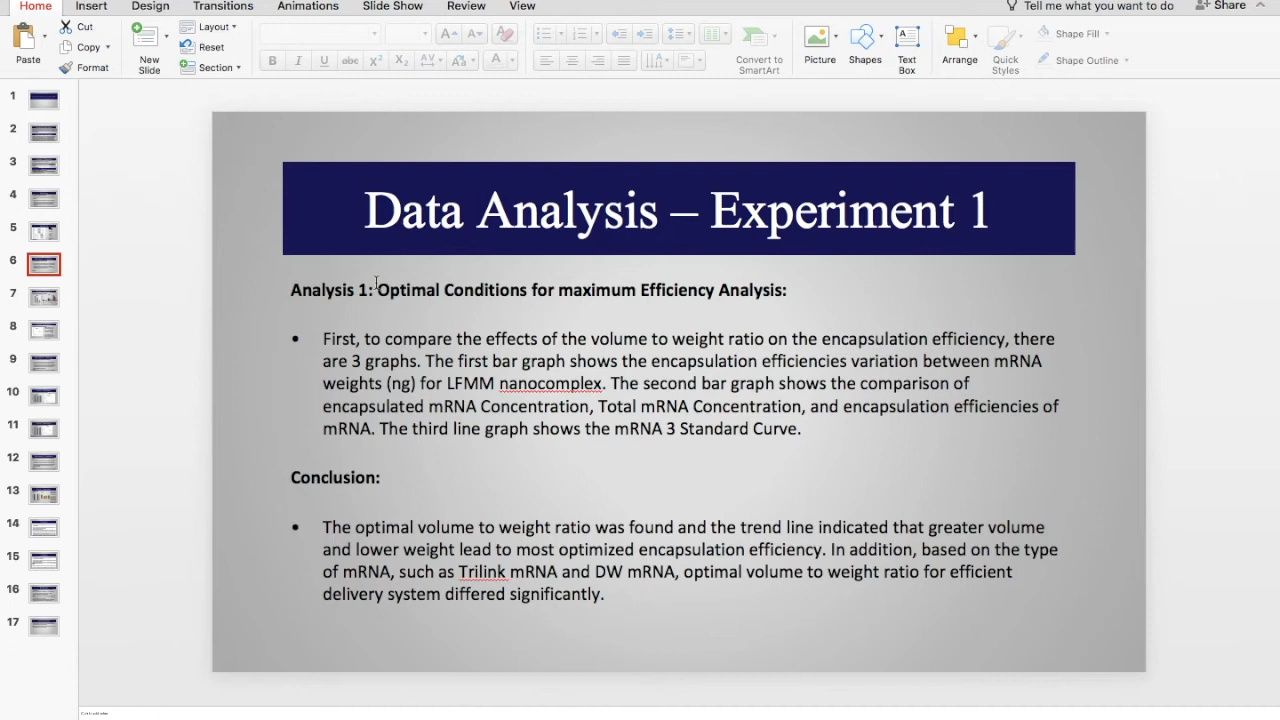 Home Insert Design Transitions Animations Slide Show Review View Tell me what you want to do Share
Paste
Cut
Copy
Format
New Slide
Layout
Reset
Section
B I U abc X² X₂ AV Aa A
Convert to SmartArt
Picture
Shapes
Text Box
Arrange
Quick Styles
Shape Fill
Shape Outline
1
2
3
4
5
6
7
8
9
10
11
12
13
14
15
16
17
Data Analysis – Experiment 1
Analysis 1: Optimal Conditions for maximum Efficiency Analysis:
• First, to compare the effects of the volume to weight ratio on the encapsulation efficiency, there
are 3 graphs. The first bar graph shows the encapsulation efficiencies variation between mRNA
weights (ng) for LFMM nanocomplex. The second bar graph shows the comparison of
encapsulated mRNA Concentration, Total mRNA Concentration, and encapsulation efficiencies of
mRNA. The third line graph shows the mRNA 3 Standard Curve.
Conclusion:
• The optimal volume to weight ratio was found and the trend line indicated that greater volume
and lower weight lead to most optimized encapsulation efficiency. In addition, based on the type
of mRNA, such as Trilink mRNA and DW mRNA, optimal volume to weight ratio for efficient
delivery system differed significantly.